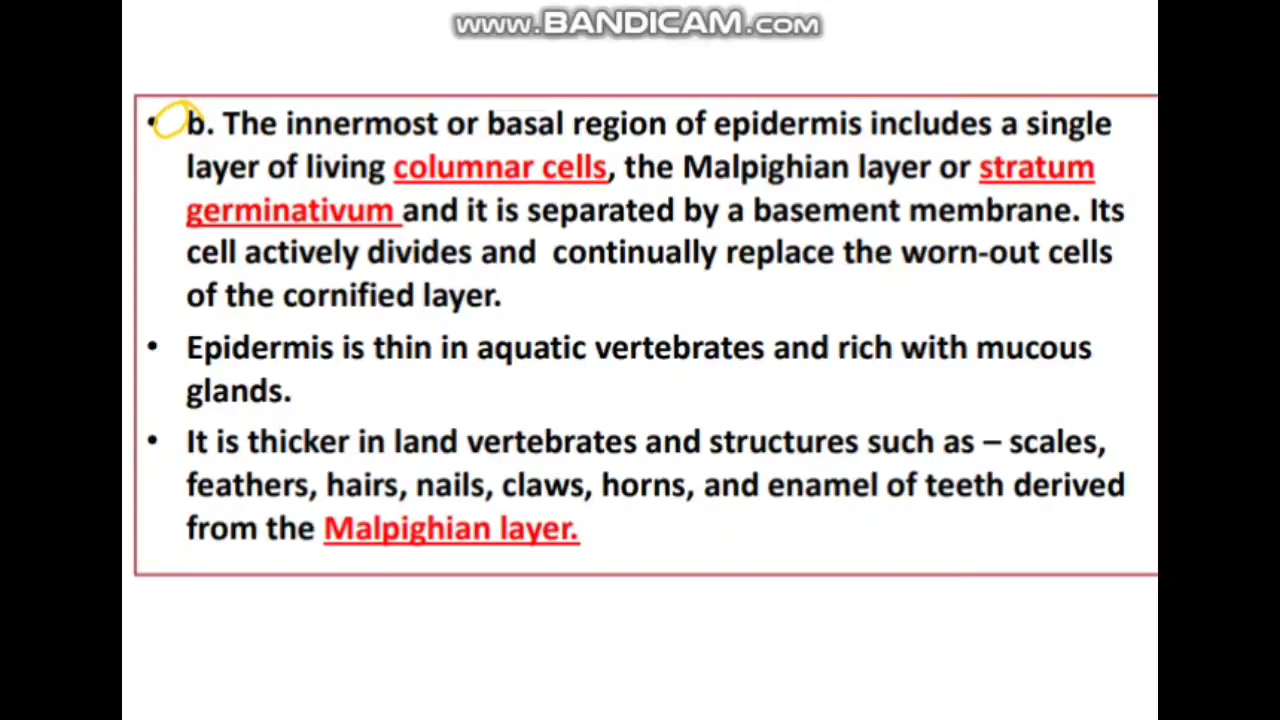 www.BANDICAM.com
• b. The innermost or basal region of epidermis includes a single
layer of living columnar cells, the Malpighian layer or stratum
germinativum and it is separated by a basement membrane. Its
cell actively divides and continually replace the worn-out cells
of the cornified layer.
• Epidermis is thin in aquatic vertebrates and rich with mucous
glands.
• It is thicker in land vertebrates and structures such as – scales,
feathers, hairs, nails, claws, horns, and enamel of teeth derived
from the Malpighian layer.